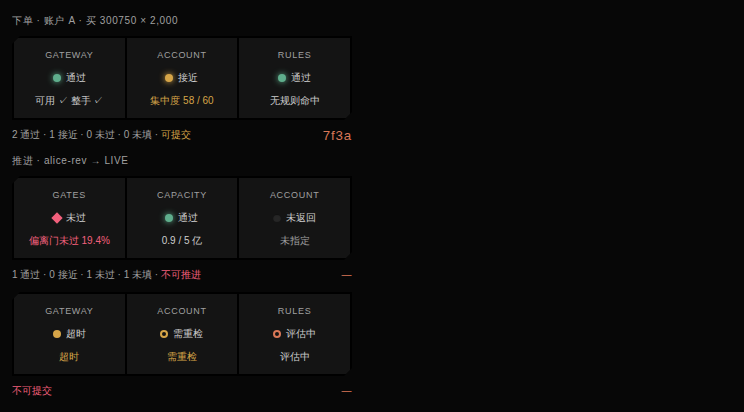 下单 · 账户 A · 买 300750 × 2,000
GATEWAY ACCOUNT RULES
通过 接近 通过
可用 ✓ 整手 ✓ 集中度 58 / 60 无规则命中
2 通过 · 1 接近 · 0 未过 · 0 未填 · 可提交 7f3a
推进 · alice-rev → LIVE
GATES CAPACITY ACCOUNT
未过 通过 未返回
偏离门未过 19.4% 0.9 / 5 亿 未指定
1 通过 · 0 接近 · 1 未过 · 1 未填 · 不可推进 —
GATEWAY ACCOUNT RULES
超时 需重检 评估中
超时 需重检 评估中
不可提交 —